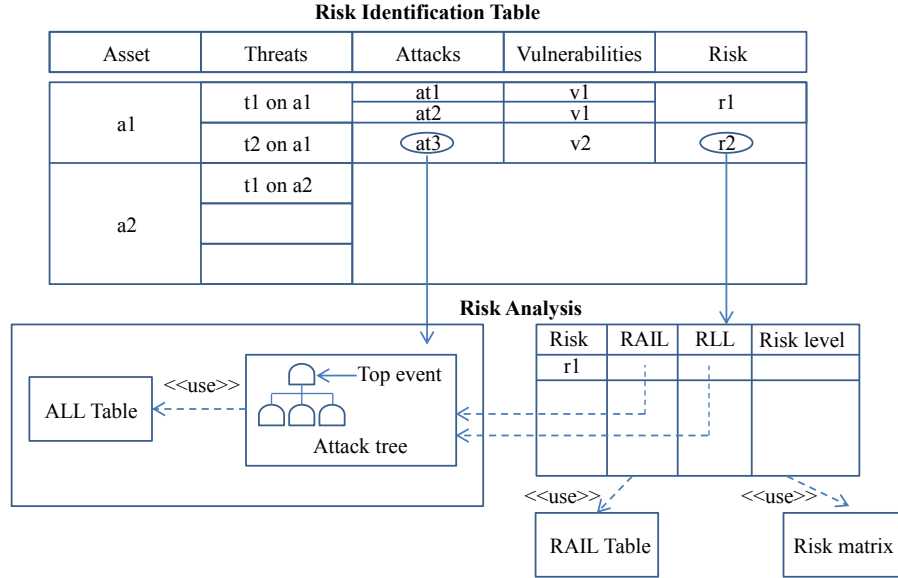 Risk Identification Table
Asset Threats Attacks Vulnerabilities Risk
a1 t1 on a1 at1 v1 r1
at2 v1
t2 on a1 at3 v2 r2
a2 t1 on a2
Risk Analysis
Risk RAIL RLL Risk level
r1
<<use>>
Top event
ALL Table
Attack tree
<<use>> <<use>>
RAIL Table
Risk matrix